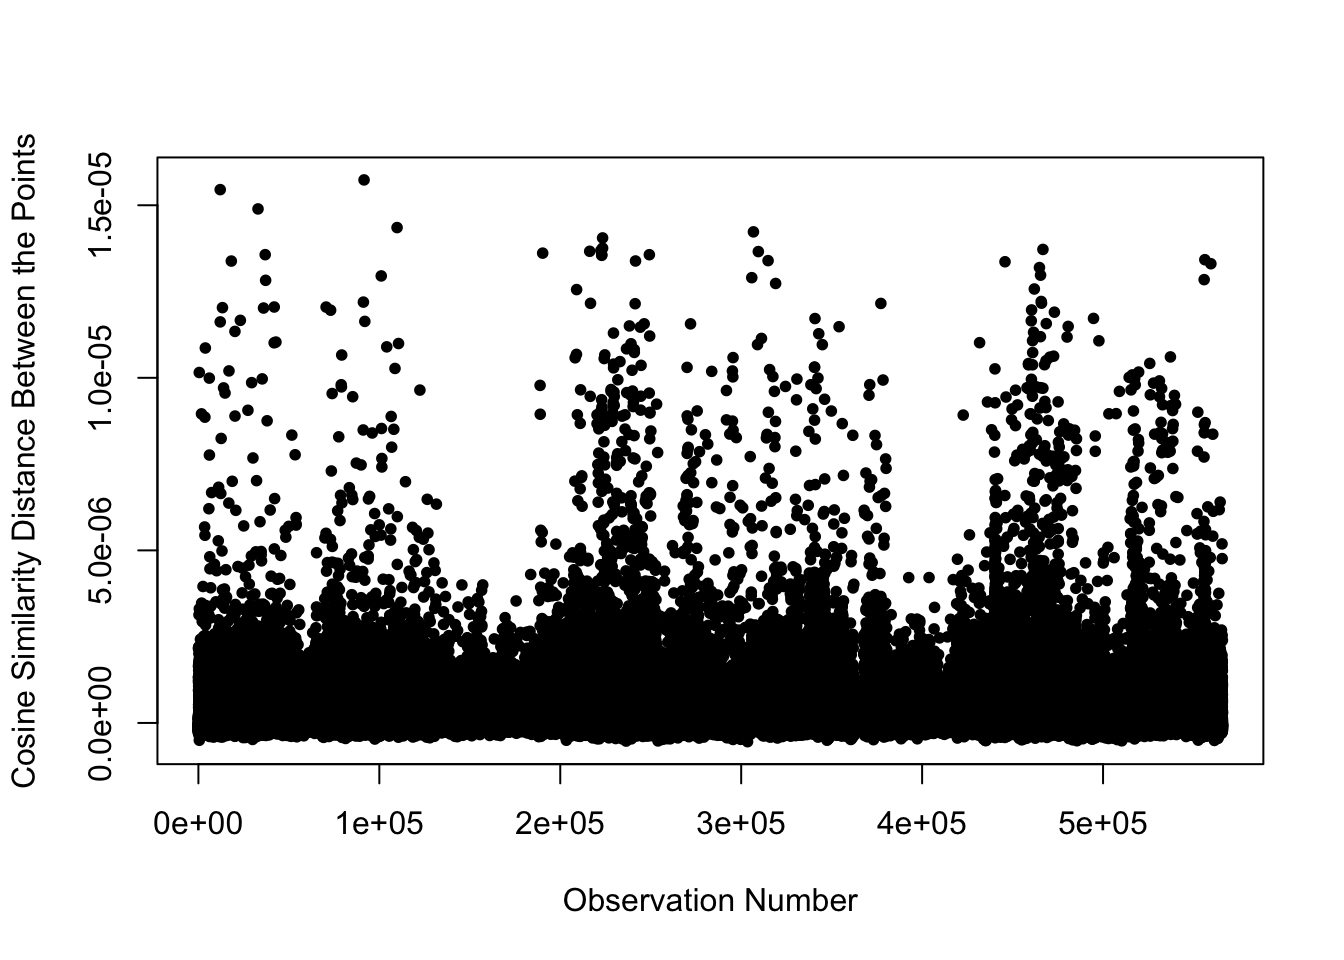 Cosine Similarity Distance Between the Points
1.5e-05
1.0e-05
5.0e-06
0.0e+00
0e+00 1e+05 2e+05 3e+05 4e+05 5e+05
Observation Number